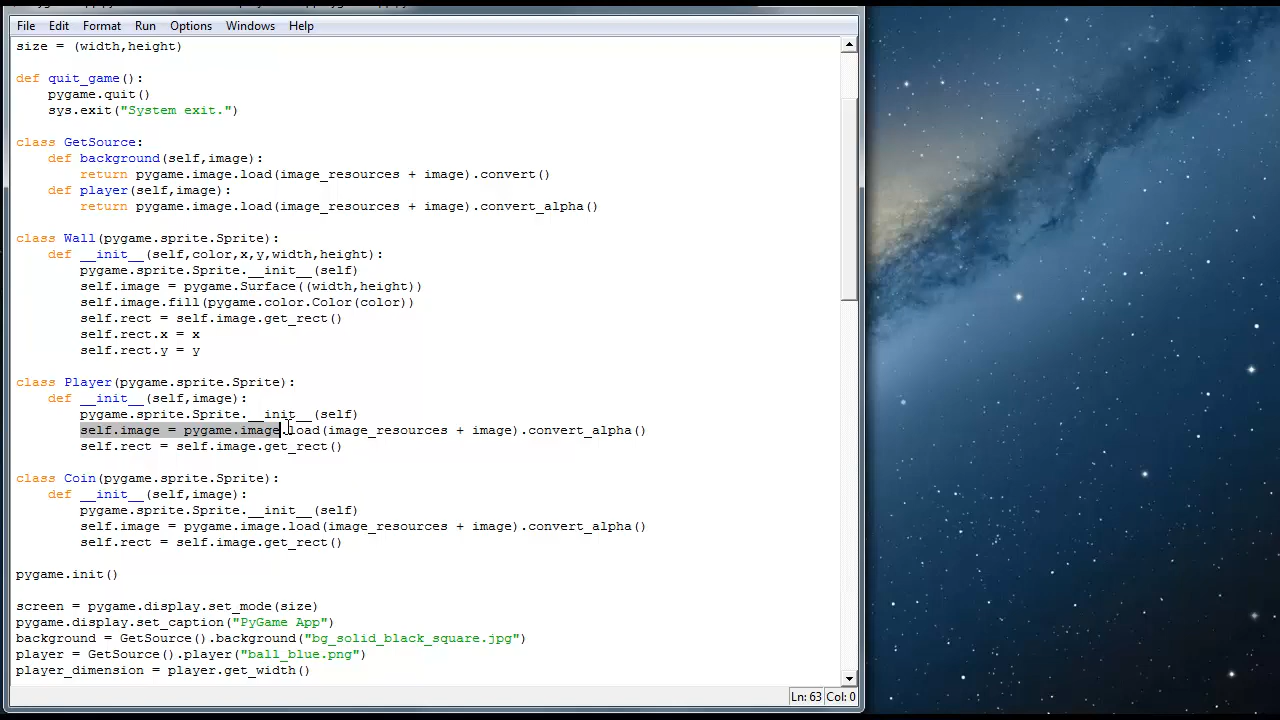 File Edit Format Run Options Windows Help
size = (width,height)
def quit_game():
    pygame.quit()
    sys.exit("System exit.")
class GetSource:
    def background(self,image):
        return pygame.image.load(image_resources + image).convert()
    def player(self,image):
        return pygame.image.load(image_resources + image).convert_alpha()
class Wall(pygame.sprite.Sprite):
    def __init__(self,color,x,y,width,height):
        pygame.sprite.Sprite.__init__(self)
        self.image = pygame.Surface((width,height))
        self.image.fill(pygame.color.Color(color))
        self.rect = self.image.get_rect()
        self.rect.x = x
        self.rect.y = y
class Player(pygame.sprite.Sprite):
    def __init__(self,image):
        pygame.sprite.Sprite.__init__(self)
        self.image = pygame.image.load(image_resources + image).convert_alpha()
        self.rect = self.image.get_rect()
class Coin(pygame.sprite.Sprite):
    def __init__(self,image):
        pygame.sprite.Sprite.__init__(self)
        self.image = pygame.image.load(image_resources + image).convert_alpha()
        self.rect = self.image.get_rect()
pygame.init()
screen = pygame.display.set_mode(size)
pygame.display.set_caption("PyGame App")
background = GetSource().background("bg_solid_black_square.jpg")
player = GetSource().player("ball_blue.png")
player_dimension = player.get_width()
Ln: 63 Col: 0